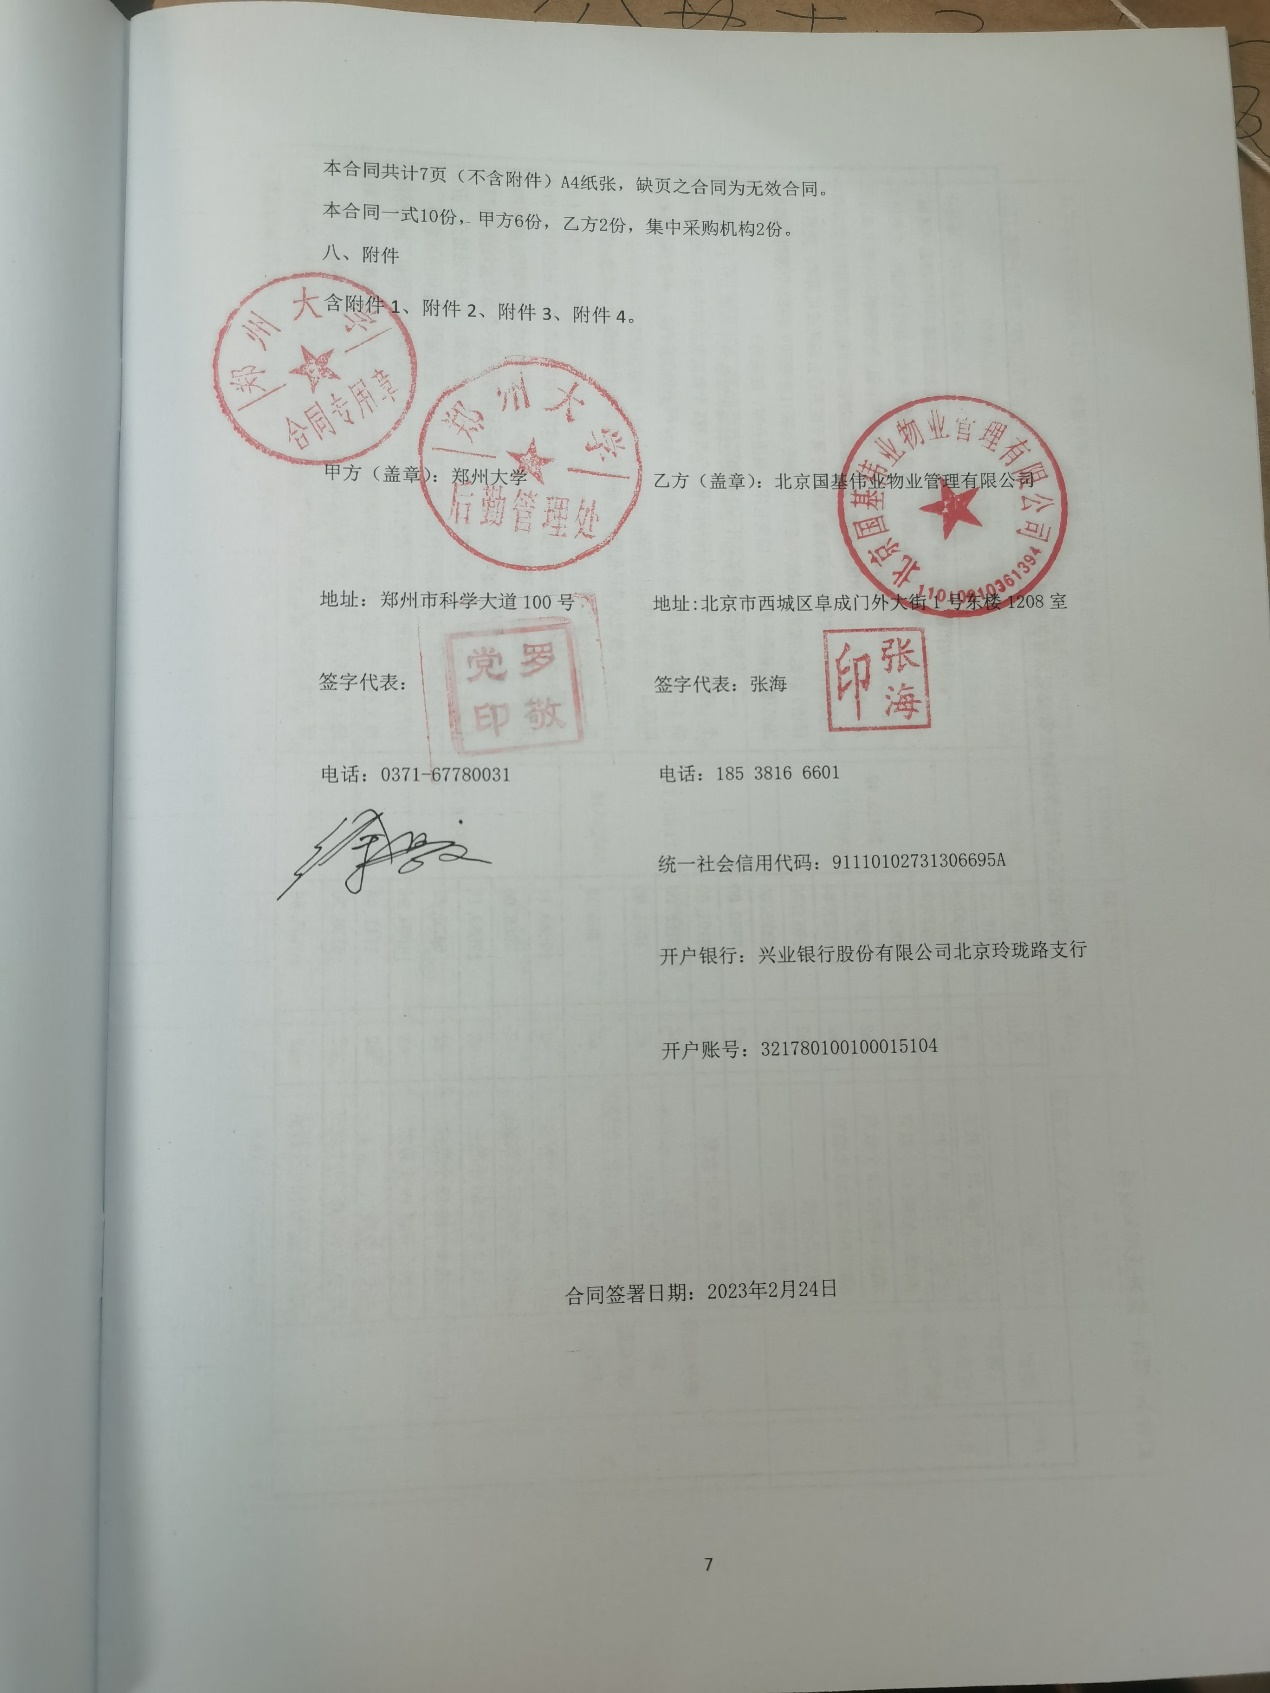 本合同共计7页（不含附件）A4纸张，缺页之合同为无效合同。
本合同一式10份，甲方6份，乙方2份，集中采购机构2份。
八、附件
含附件 1、附件 2、附件 3、附件 4。
郑州大学
合同专用章
郑州大学
后勤管理处
北京国基伟业物业管理有限公司
甲方（盖章）：郑州大学
乙方（盖章）：北京国基伟业物业管理有限公司
地址：郑州市科学大道 100 号
地址:北京市西城区阜成门外大街 1 号东楼 1208 室
签字代表：
罗敬党印
签字代表：张海
张海印
电话：0371-67780031
电话：185 3816 6601
统一社会信用代码：91110102731306695A
开户银行：兴业银行股份有限公司北京玲珑路支行
开户账号：321780100100015104
合同签署日期：2023年2月24日
7